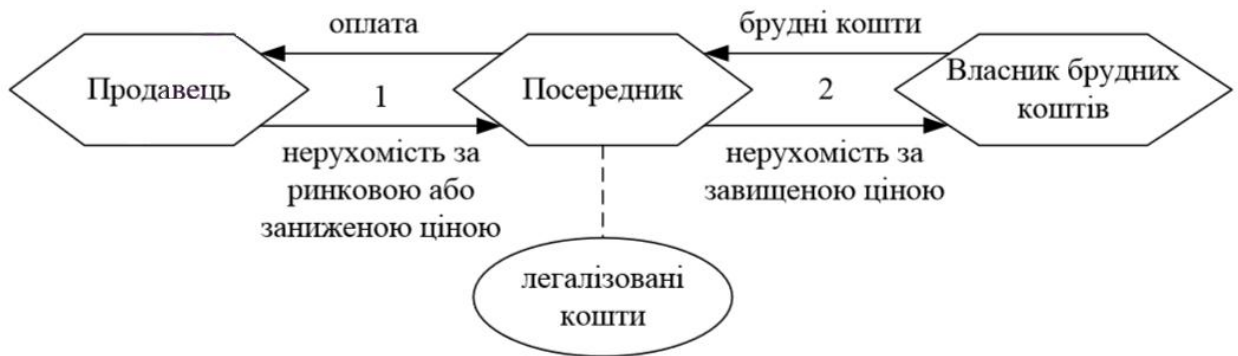 оплата
брудні кошти
Продавець
1
Посередник
2
Власник брудних
коштів
нерухомість за
ринковою або
заниженою ціною
нерухомість за
завищеною ціною
легалізовані
кошти